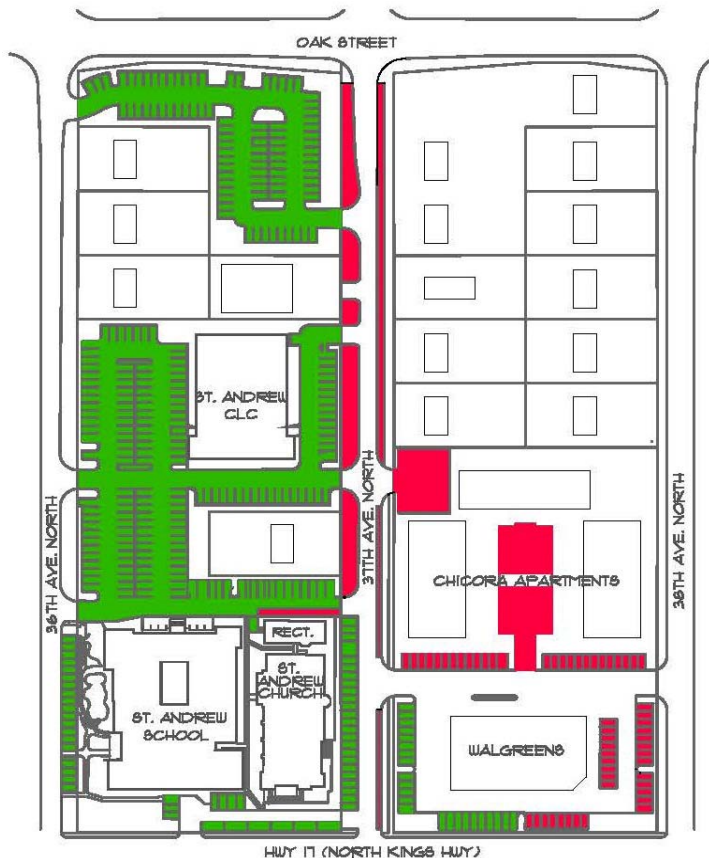 OAK STREET
ST. ANDREW
CLC
36TH AVE. NORTH
37TH AVE. NORTH
38TH AVE. NORTH
CHICORA APARTMENTS
RECT.
ST.
ANDREW
CHURCH
ST. ANDREW
SCHOOL
WALGREENS
HWY 17 (NORTH KINGS HWY)